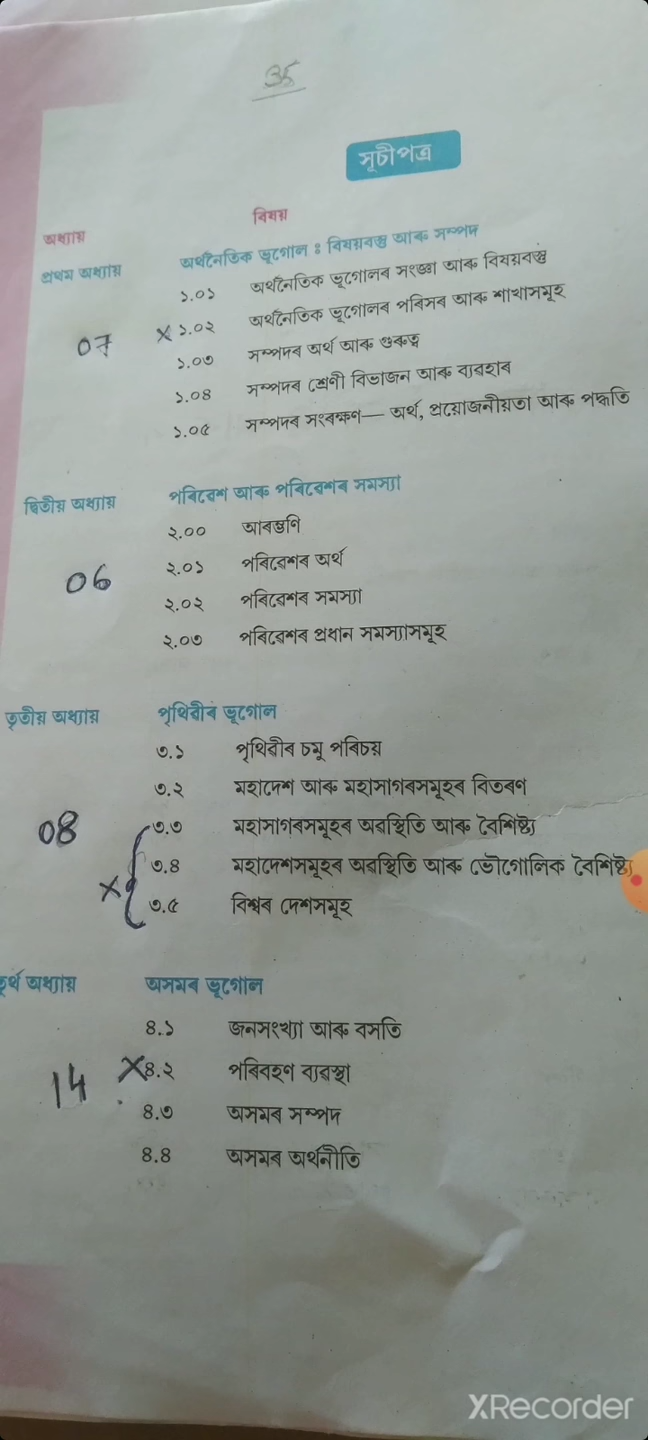 35
সূচীপত্ৰ
অধ্যায় বিষয়
প্ৰথম অধ্যায় অৰ্থনৈতিক ভূগোল : বিষয়বস্তু আৰু সম্পদ
১.০১ অৰ্থনৈতিক ভূগোলৰ সংজ্ঞা আৰু বিষয়বস্তু
07 X ১.০২ অৰ্থনৈতিক ভূগোলৰ পৰিসৰ আৰু শাখাসমূহ
১.০৩ সম্পদৰ অৰ্থ আৰু গুৰুত্ব
১.০৪ সম্পদৰ শ্ৰেণী বিভাজন আৰু ব্যৱহাৰ
১.০৫ সম্পদৰ সংৰক্ষণ— অৰ্থ, প্ৰয়োজনীয়তা আৰু পদ্ধতি
দ্বিতীয় অধ্যায় পৰিৱেশ আৰু পৰিৱেশৰ সমস্যা
২.০০ আৰম্ভণি
06 ২.০১ পৰিৱেশৰ অৰ্থ
২.০২ পৰিৱেশৰ সমস্যা
২.০৩ পৰিৱেশৰ প্ৰধান সমস্যাসমূহ
তৃতীয় অধ্যায় পৃথিৱীৰ ভূগোল
৩.১ পৃথিৱীৰ চমু পৰিচয়
৩.২ মহাদেশ আৰু মহাসাগৰসমূহৰ বিতৰণ
08 ৩.৩ মহাসাগৰসমূহৰ অৱস্থিতি আৰু বৈশিষ্ট্য
X ৩.৪ মহাদেশসমূহৰ অৱস্থিতি আৰু ভৌগোলিক বৈশিষ্ট্য
৩.৫ বিশ্বৰ দেশসমূহ
তুৰ্থ অধ্যায় অসমৰ ভূগোল
৪.১ জনসংখ্যা আৰু বসতি
14 X ৪.২ পৰিবহণ ব্যৱস্থা
৪.৩ অসমৰ সম্পদ
৪.৪ অসমৰ অৰ্থনীতি
XRecorder